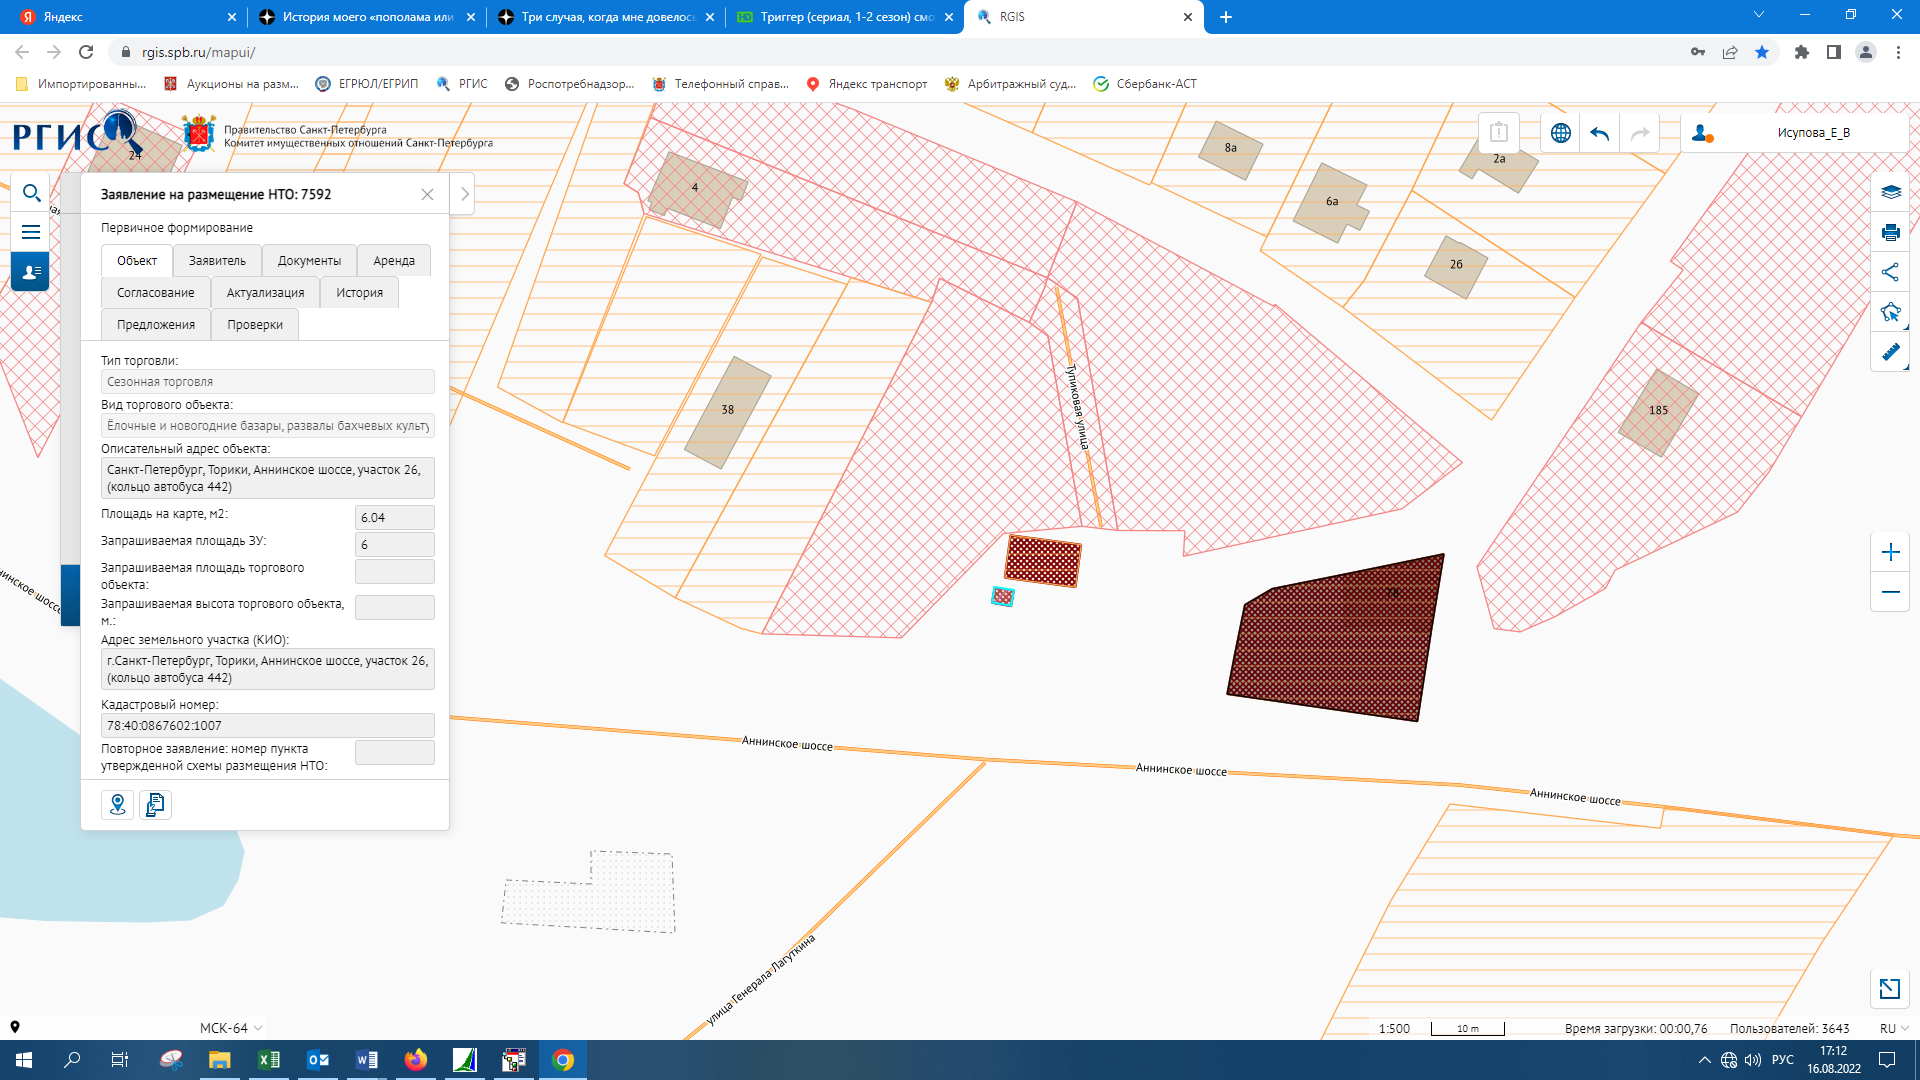 Яндекс
История моего «пополама или
Три случая, когда мне довелось
Триггер (сериал, 1-2 сезон) смо
RGIS
rgis.spb.ru/mapui/
Импортированны...
Аукционы на разм...
ЕГРЮЛ/ЕГРИП
РГИС
Роспотребнадзор...
Телефонный справ...
Яндекс транспорт
Арбитражный суд...
Сбербанк-АСТ
РГИС
Правительство Санкт-Петербурга
Комитет имущественных отношений Санкт-Петербурга
Исупова_Е_В
24
4
8а
6а
2а
26
38
185
78
Заявление на размещение НТО: 7592
Первичное формирование
Объект
Заявитель
Документы
Аренда
Согласование
Актуализация
История
Предложения
Проверки
Тип торговли:
Сезонная торговля
Вид торгового объекта:
Ёлочные и новогодние базары, развалы бахчевых культу
Описательный адрес объекта:
Санкт-Петербург, Торики, Аннинское шоссе, участок 26,
(кольцо автобуса 442)
Площадь на карте, м2:
6.04
Запрашиваемая площадь ЗУ:
6
Запрашиваемая площадь торгового
объекта:
Запрашиваемая высота торгового объекта,
м.:
Адрес земельного участка (КИО):
г.Санкт-Петербург, Торики, Аннинское шоссе, участок 26,
(кольцо автобуса 442)
Кадастровый номер:
78:40:0867602:1007
Повторное заявление: номер пункта
утвержденной схемы размещения НТО:
Тупиковая улица
Аннинское шоссе
Аннинское шоссе
Аннинское шоссе
улица Генерала Лагуткина
МСК-64
1:500
10 m
Время загрузки: 00:00,76
Пользователей: 3643
RU
РУС
17:12
16.08.2022